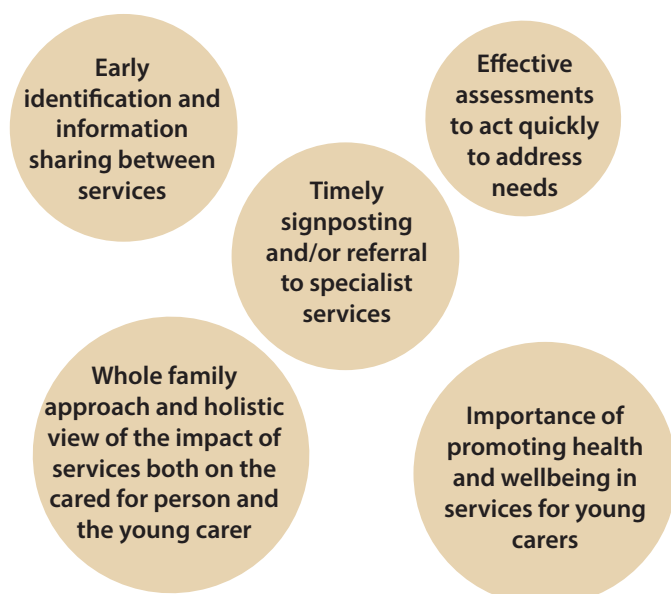 Early
identification and
information
sharing between
services
Effective
assessments
to act quickly
to address
needs
Timely
signposting
and/or referral
to specialist
services
Whole family
approach and holistic
view of the impact of
services both on the
cared for person and
the young carer
Importance of
promoting health
and wellbeing in
services for young
carers